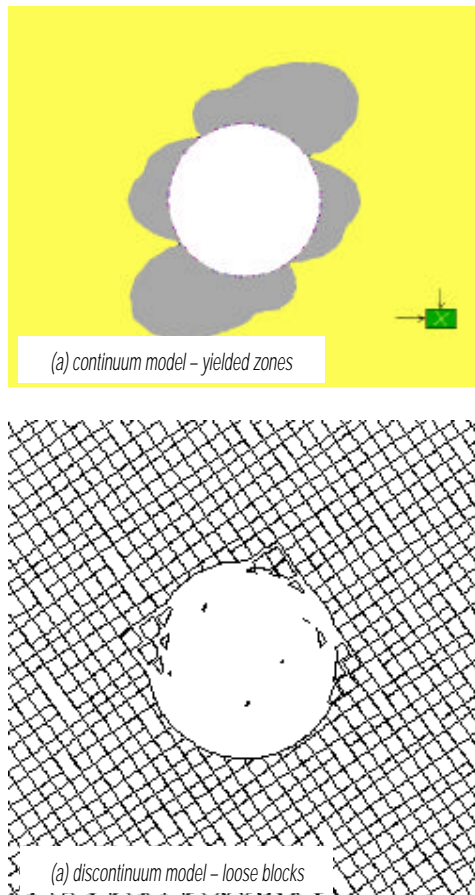 (a) continuum model – yielded zones
(a) discontinuum model – loose blocks